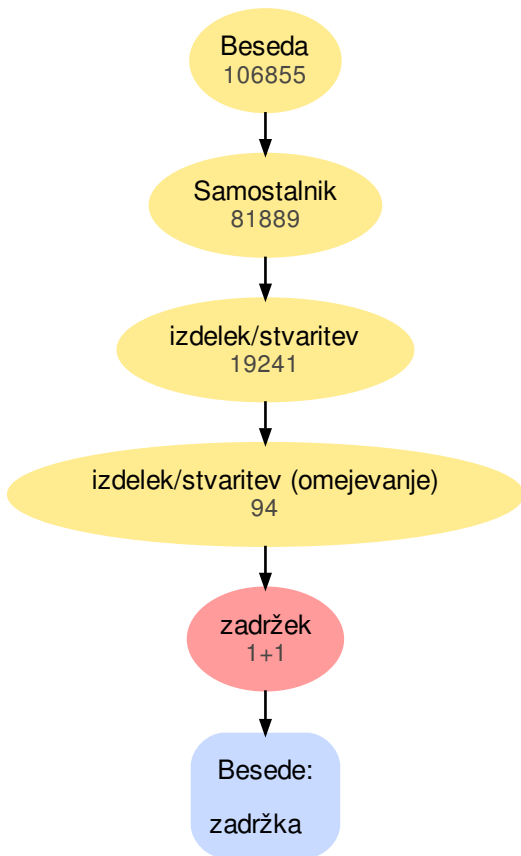 Beseda
106855
Samostalnik
81889
izdelek/stvaritev
19241
izdelek/stvaritev (omejevanje)
94
zadržek
1+1
Besede:
zadržka